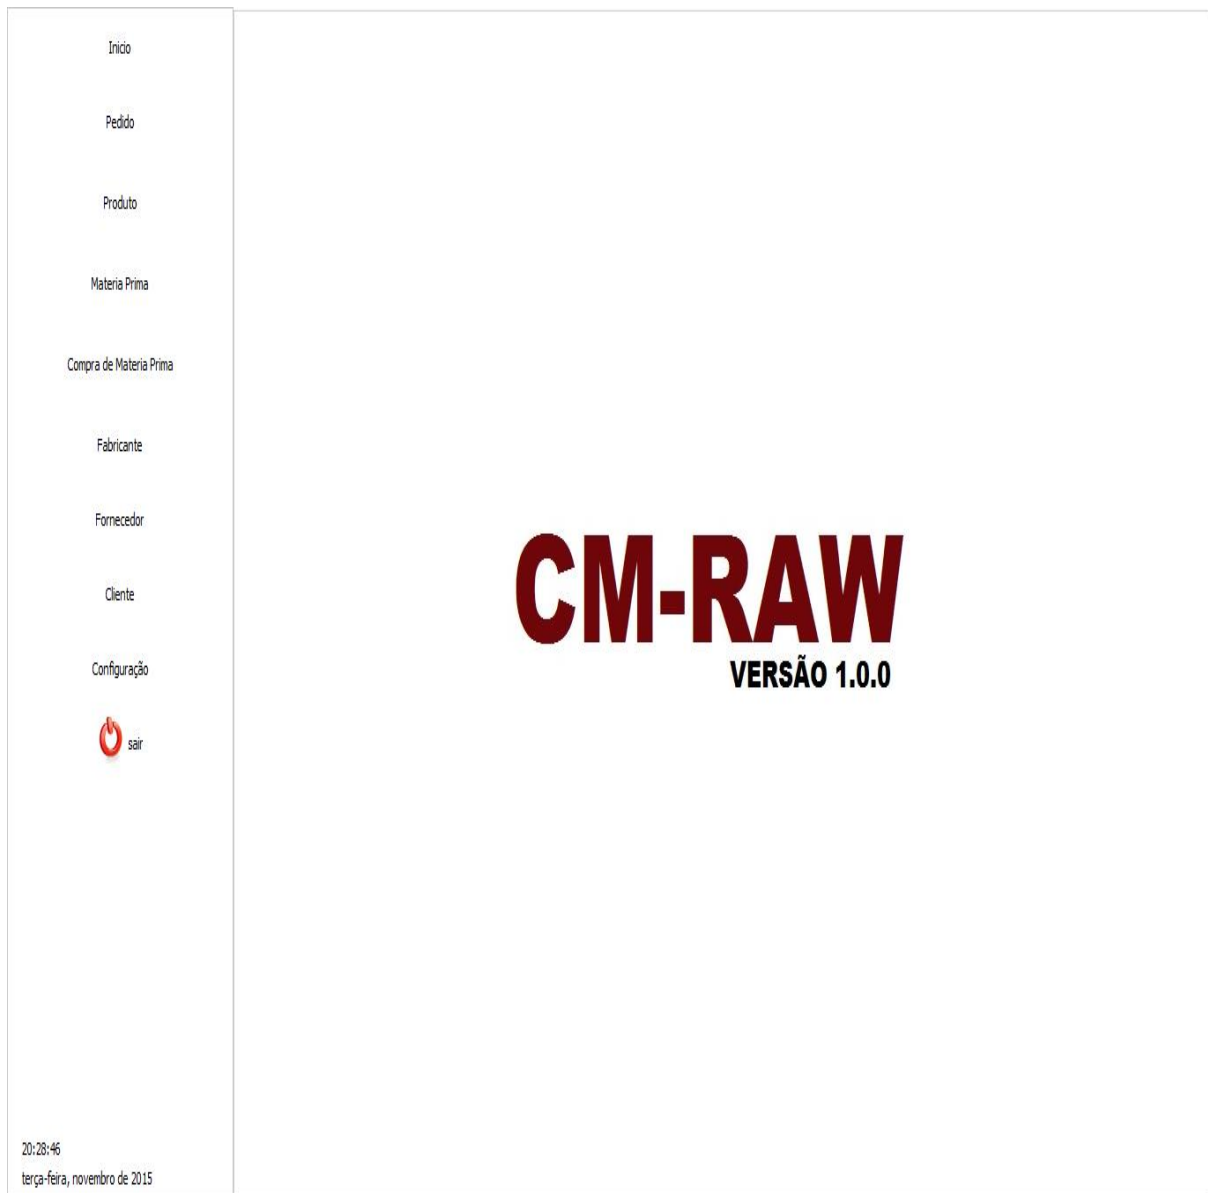 Inicio
Pedido
Produto
Materia Prima
Compra de Materia Prima
Fabricante
Fornecedor
Cliente
Configuração
sair
CM-RAW
VERSÃO 1.0.0
20:28:46
terça-feira, novembro de 2015